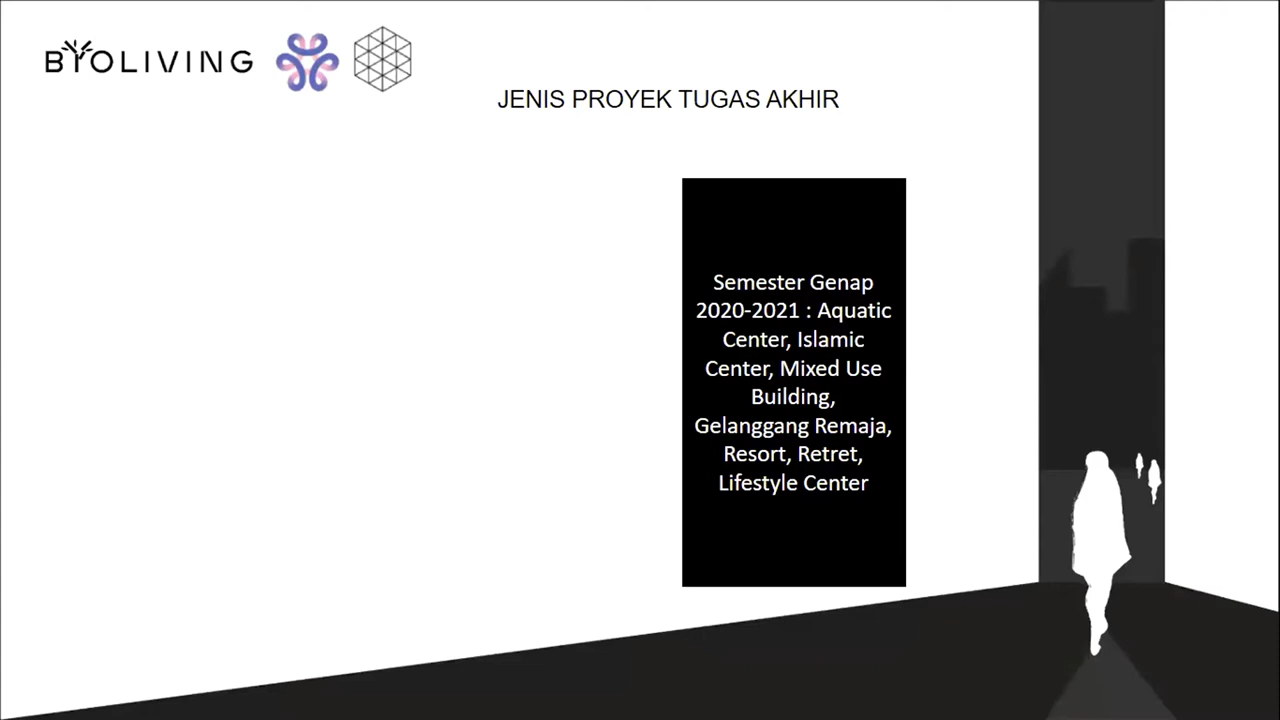 BYOLIVING
JENIS PROYEK TUGAS AKHIR
Semester Genap
2020-2021 : Aquatic
Center, Islamic
Center, Mixed Use
Building,
Gelanggang Remaja,
Resort, Retret,
Lifestyle Center